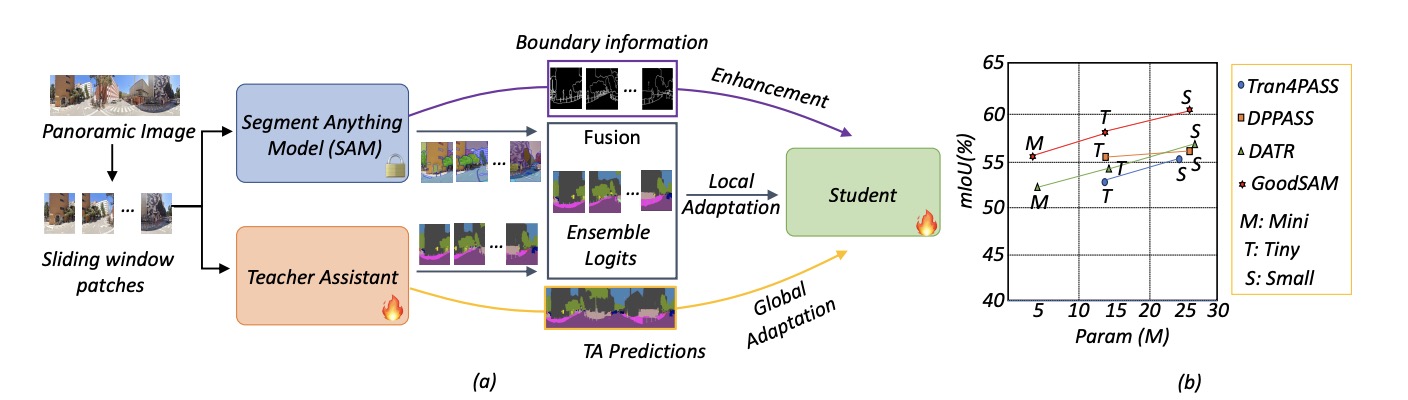 Boundary information
Panoramic Image
Segment Anything
Model (SAM)
Enhancement
Fusion
...
...
...
...
...
Sliding window
patches
Teacher Assistant
Ensemble
Logits
Local
Adaptation
Student
Global
Adaptation
TA Predictions
(a)
mIoU(%)
65
60
55
50
45
40
5
10
15
20
25
30
Param (M)
M
T
S
T
T
S
S
S
M
T
Tran4PASS
DPPASS
DATR
GoodSAM
M: Mini
T: Tiny
S: Small
(b)